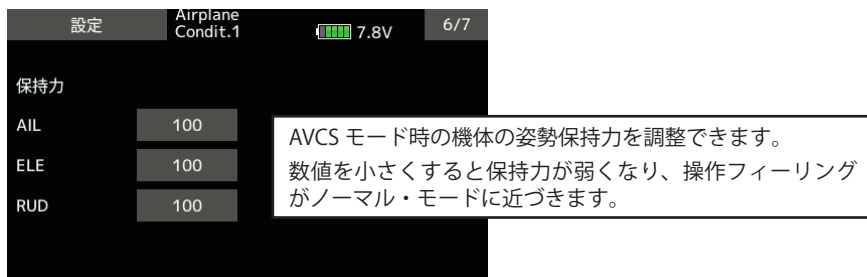 設定
Airplane
Condit.1
7.8V
6/7
保持力
AIL 100
ELE 100
RUD 100
AVCS モード時の機体の姿勢保持力を調整できます。
数値を小さくすると保持力が弱くなり、操作フィーリング
がノーマル・モードに近づきます。